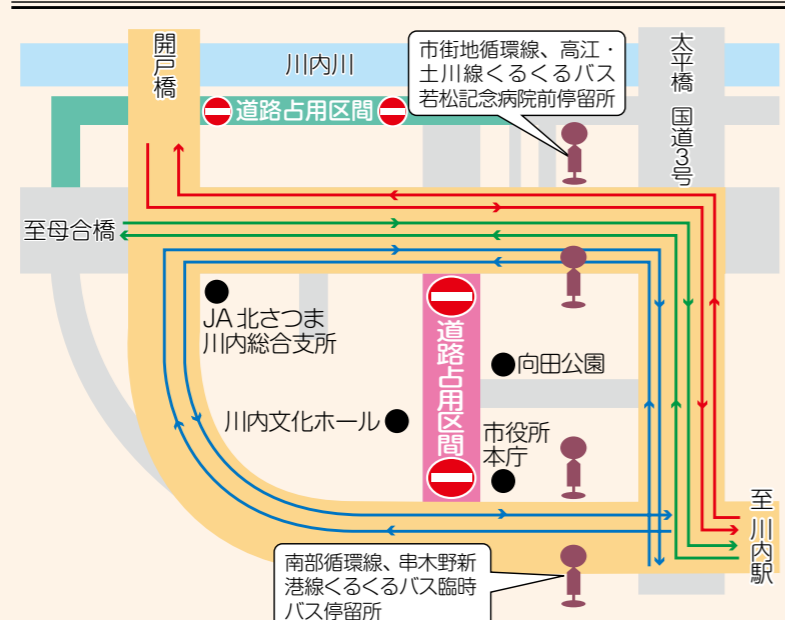 開戸橋
川内川
市街地循環線、高江・
土川線くるくるバス
若松記念病院前停留所
太平橋 国道3号
道路占用区間
至母合橋
JA北さつま
川内総合支所
道路占用区間
向田公園
川内文化ホール
市役所
本庁
至川内駅
南部循環線、串木野新
港線くるくるバス臨時
バス停留所